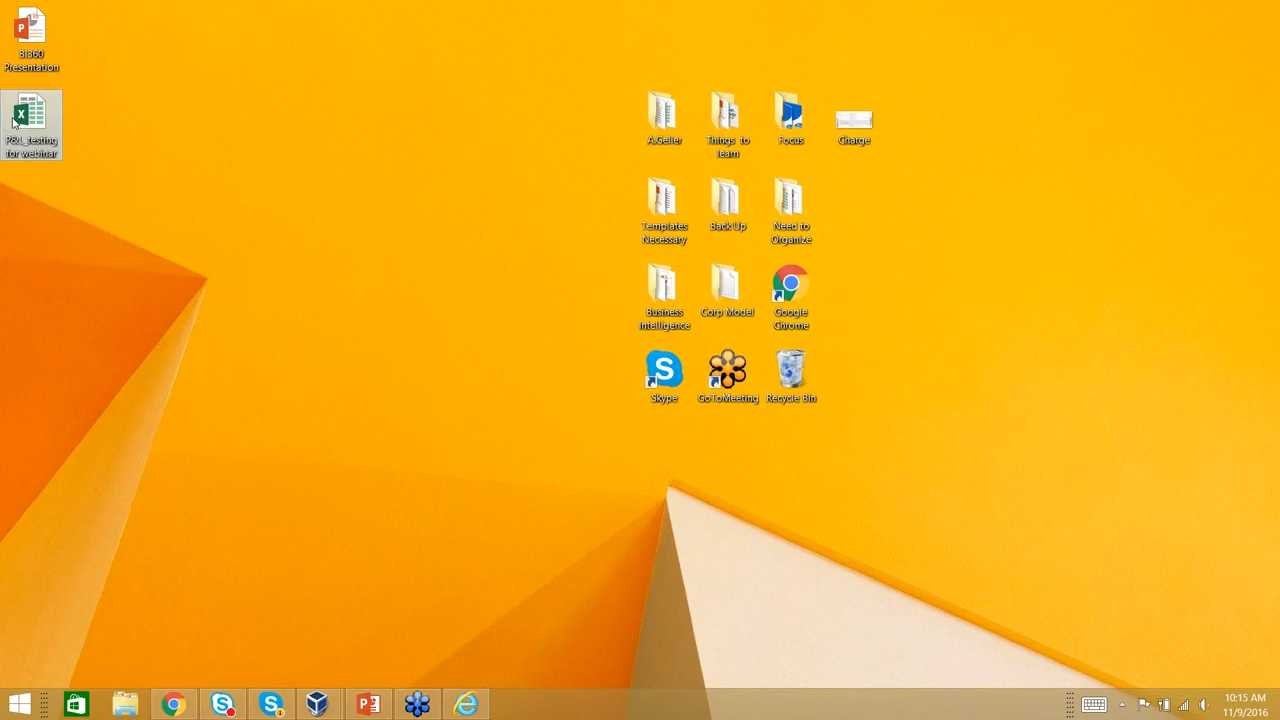 BI360
Presentation
P&L_testing
for webinar
A.Geller
Things to
learn
Focus
Charge
Templates
Necessary
Back Up
Need to
Organize
Business
Intelligence
Corp Model
Google
Chrome
Skype
GoToMeeting
Recycle Bin
10:15 AM
11/9/2016